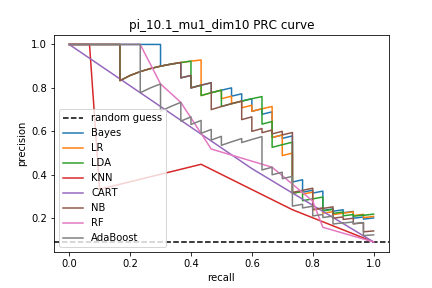 pi_10.1_mu1_dim10 PRC curve
1.0
0.8
0.6
0.4
0.2
precision
random guess
Bayes
LR
LDA
KNN
CART
NB
RF
AdaBoost
0.0 0.2 0.4 0.6 0.8 1.0
recall